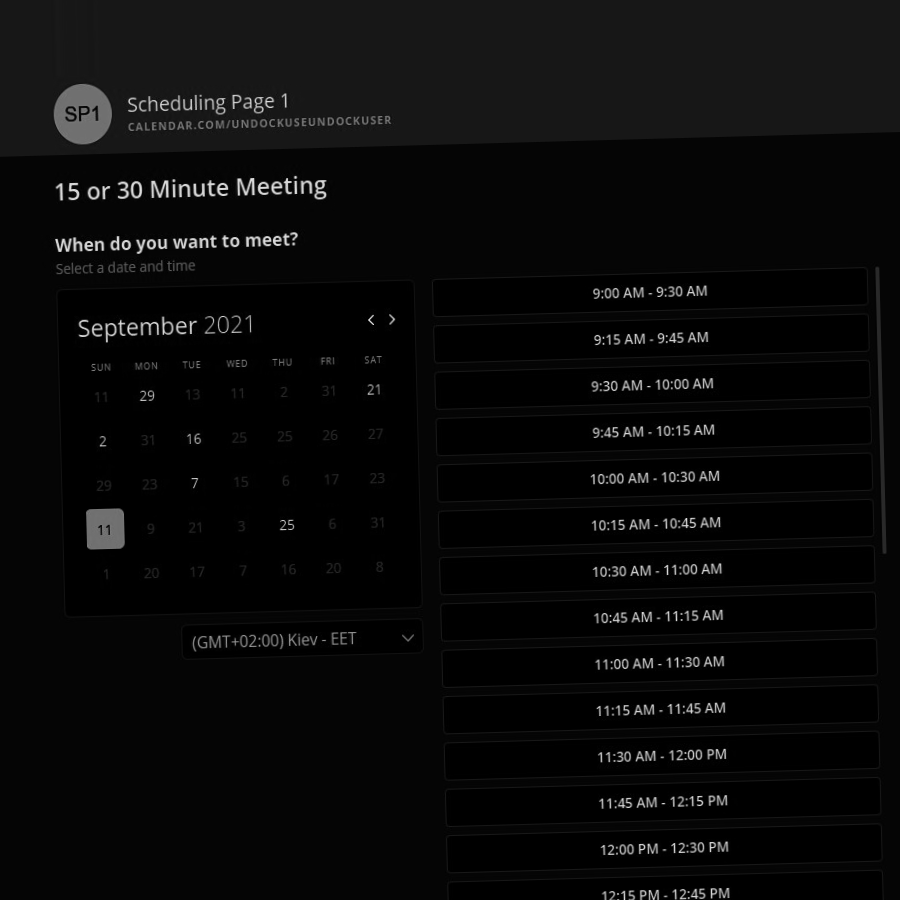 SP1
Scheduling Page 1
CALENDAR.COM/UNDOCKUSEUNDOCKUSER
15 or 30 Minute Meeting
When do you want to meet?
Select a date and time
September 2021
SUN MON TUE WED THU FRI SAT
11 29 13 11 2 31 21
2 31 16 25 25 26 27
29 23 7 15 6 17 23
11 9 21 3 25 6 31
1 20 17 7 16 20 8
(GMT+02:00) Kiev - EET
9:00 AM - 9:30 AM
9:15 AM - 9:45 AM
9:30 AM - 10:00 AM
9:45 AM - 10:15 AM
10:00 AM - 10:30 AM
10:15 AM - 10:45 AM
10:30 AM - 11:00 AM
10:45 AM - 11:15 AM
11:00 AM - 11:30 AM
11:15 AM - 11:45 AM
11:30 AM - 12:00 PM
11:45 AM - 12:15 PM
12:00 PM - 12:30 PM
12:15 PM - 12:45 PM